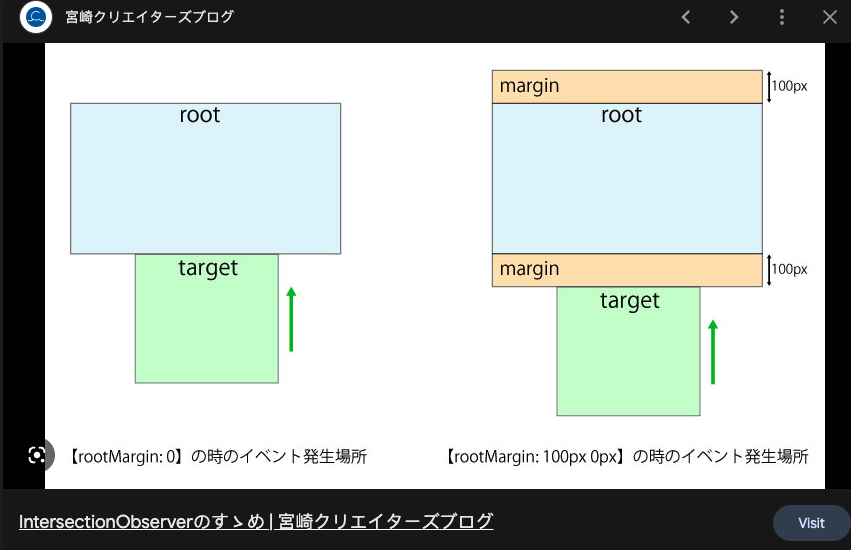 宮崎クリエイターズブログ
root
target
【rootMargin: 0】の時のイベント発生場所
margin
100px
root
margin
100px
target
【rootMargin: 100px 0px】の時のイベント発生場所
IntersectionObserverのすゝめ | 宮崎クリエイターズブログ
Visit